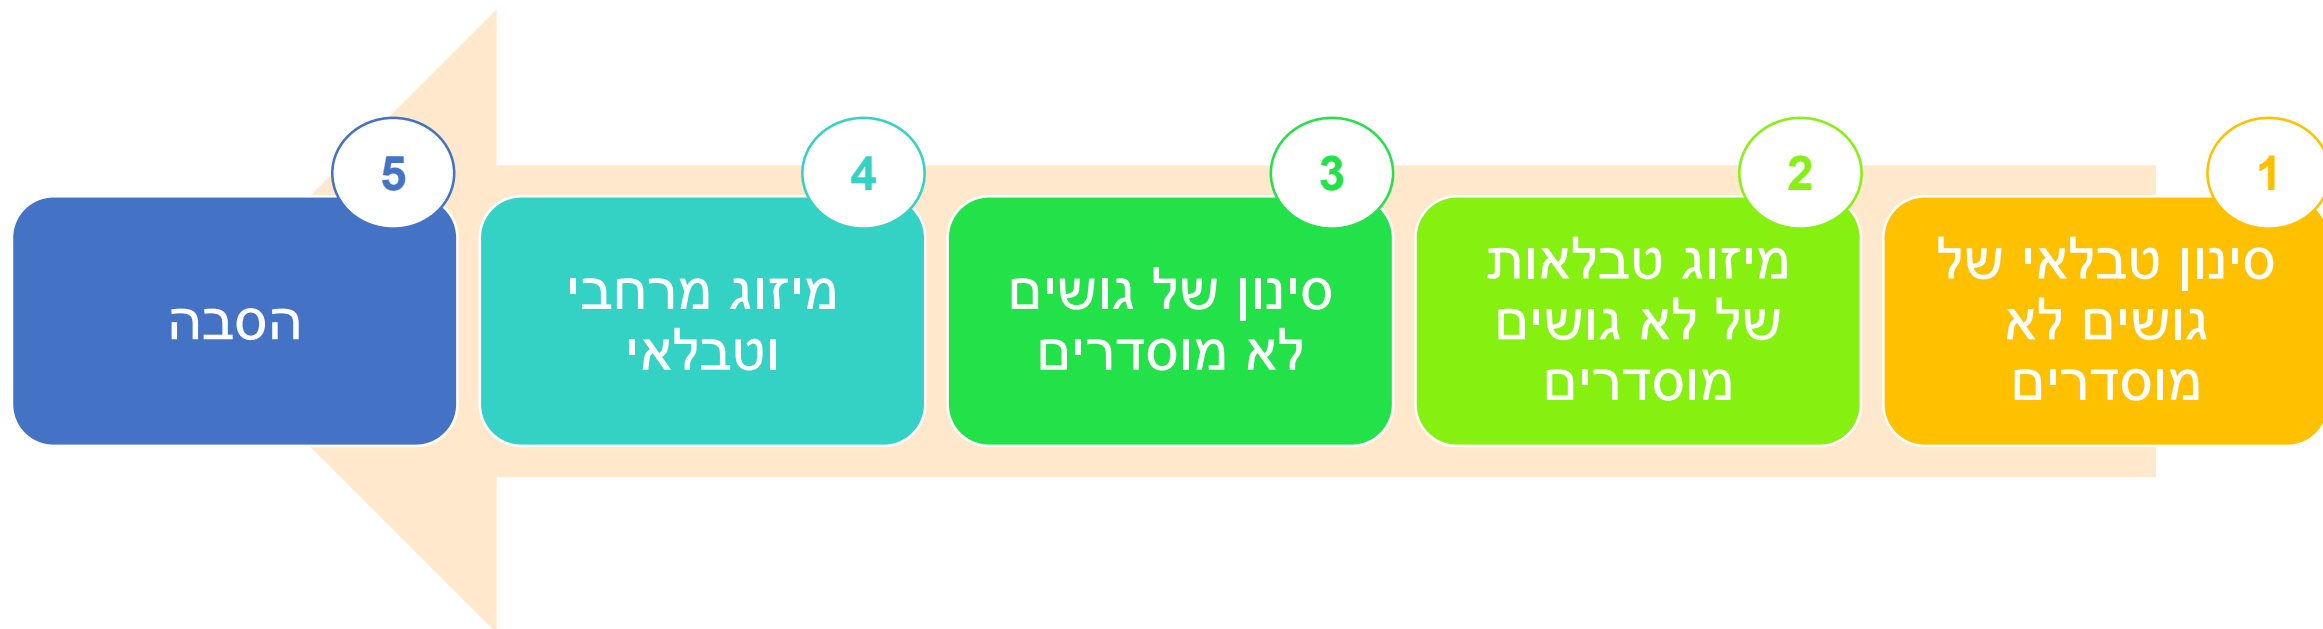 1
סינון טבלאי של
גושים לא
מוסדרים
2
מיזוג טבלאות
של לא גושים
מוסדרים
3
סינון של גושים
לא מוסדרים
4
מיזוג מרחבי
וטבלאי
5
הסבה